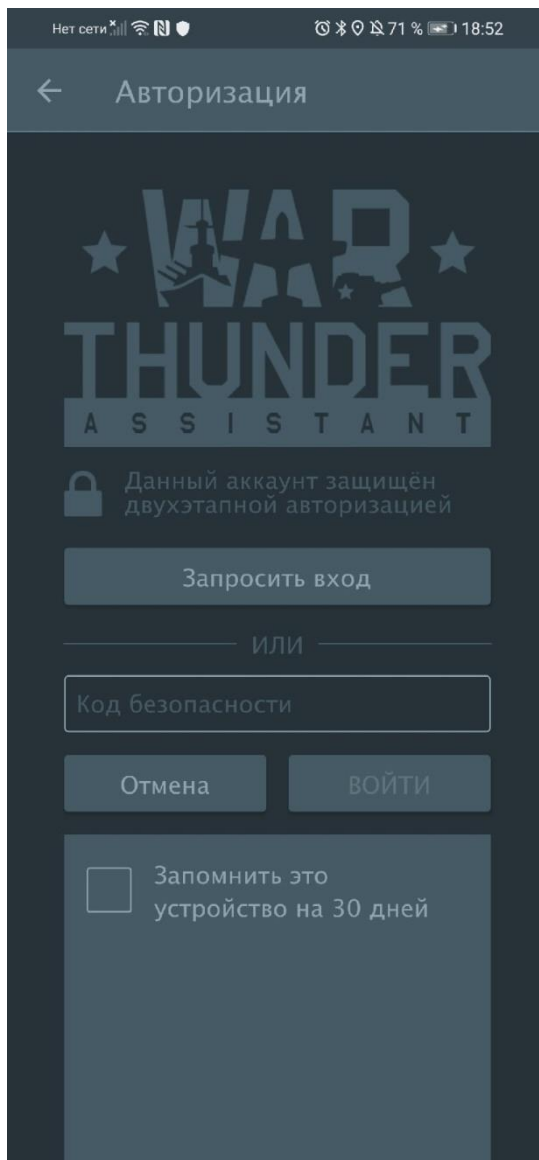 Нет сети 71 % 18:52
Авторизация
WAR
THUNDER
ASSISTANT
Данный аккаунт защищён
двухэтапной авторизацией
Запросить вход
ИЛИ
Код безопасности
Отмена ВОЙТИ
Запомнить это
устройство на 30 дней